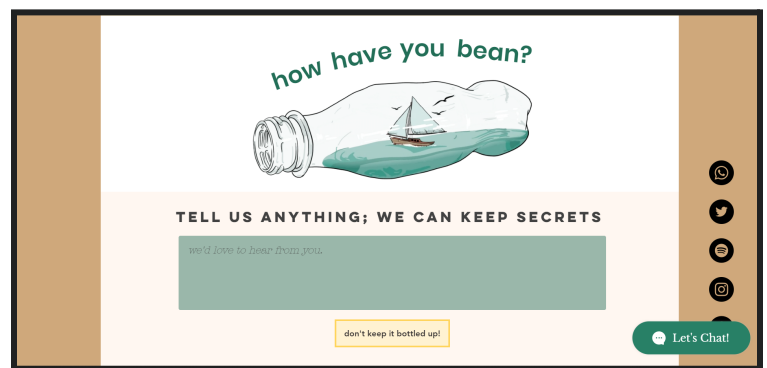 how have you bean?
TELL US ANYTHING; WE CAN KEEP SECRETS
we'd love to hear from you.
don't keep it bottled up!
Let's Chat!